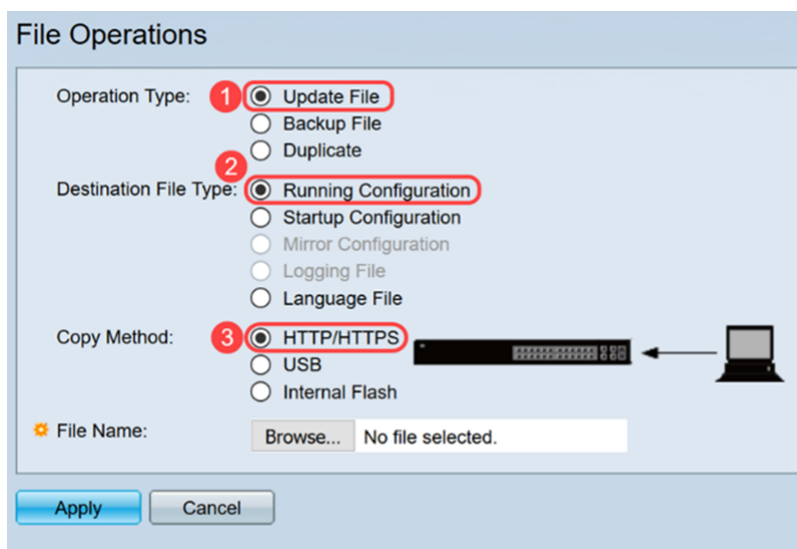 File Operations
Operation Type: 1 Update File
Backup File
Duplicate
2
Destination File Type: Running Configuration
Startup Configuration
Mirror Configuration
Logging File
Language File
Copy Method: 3 HTTP/HTTPS
USB
Internal Flash
File Name: Browse... No file selected.
Apply Cancel